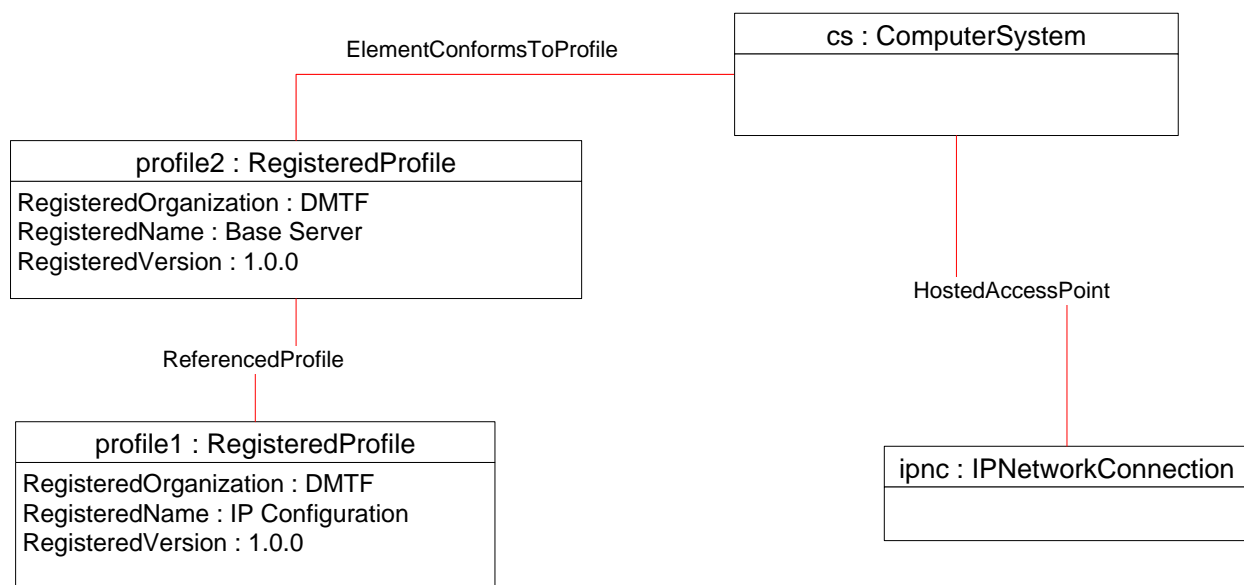 ElementConformsToProfile
cs : ComputerSystem
profile2 : RegisteredProfile
RegisteredOrganization : DMTF
RegisteredName : Base Server
RegisteredVersion : 1.0.0
HostedAccessPoint
ReferencedProfile
profile1 : RegisteredProfile
RegisteredOrganization : DMTF
RegisteredName : IP Configuration
RegisteredVersion : 1.0.0
ipnc : IPNetworkConnection